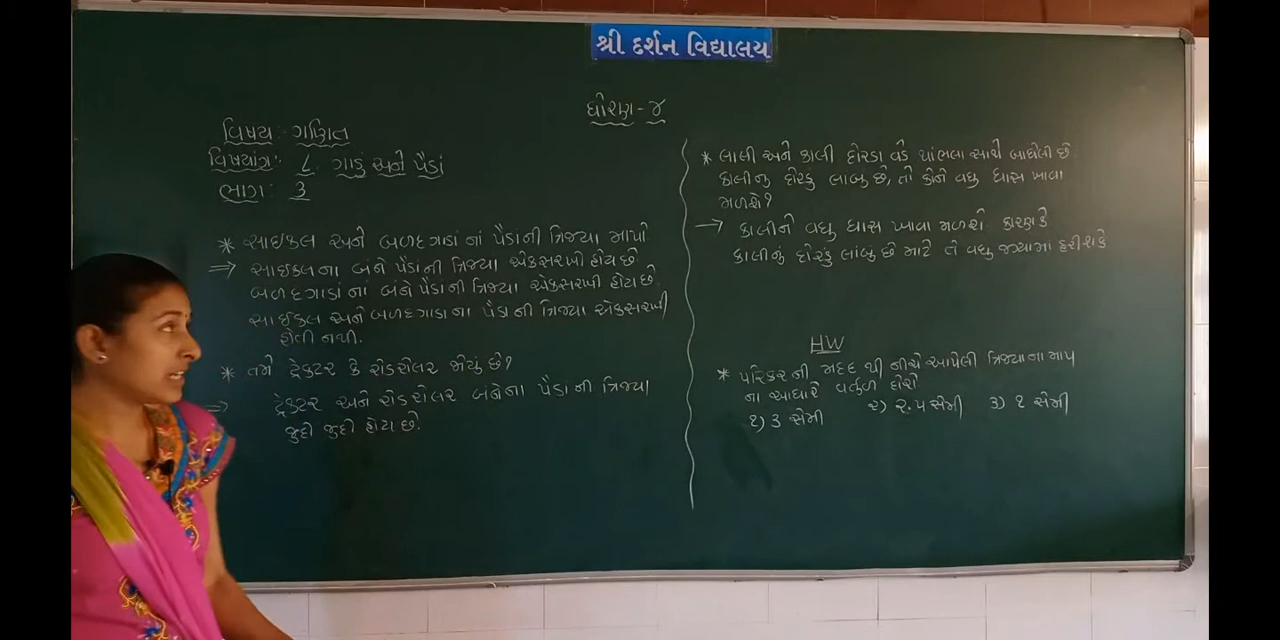 શ્રી દર્શન વિદ્યાલય
ધોરણ - ૪
વિષય :- ગણિત
વિષયાંગ :- ૮. ગાડું અને પૈડાં
ભાગ : ૩
* સાઇકલ અને બળદગાડાં નાં પૈડાની ત્રિજ્યા માપો
⇒ સાઈકલના બંને પૈડાંની ત્રિજ્યા એકસરખી હોય છે
બળદગાડાંનાં બંને પૈડાંની ત્રિજ્યા એકસરખી હોય છે
સાઈકલ અને બળદગાડાના પૈડાની ત્રિજ્યા એકસરખી
હોતી નથી.
* તમે ટ્રેક્ટર કે રોડરોલર જોયું છે?
⇒ ટ્રેક્ટર અને રોડરોલર બંનેના પૈડાની ત્રિજ્યા
જુદી જુદી હોય છે.
* લાલી અને કાલી દોરડા વડે થાંભલા સાથે બાંધેલી છે
કાલીનુ દોરડુ લાંબુ છે, તો કોને વધુ ઘાસ ખાવા
મળશે?
→ કાલીને વધુ ઘાસ ખાવા મળશે. કારણ કે
કાલીનું દોરડું લાંબુ છે માટે તે વધુ જગ્યામાં ફરી શકે
HW
* પરિકર ની મદદ થી નીચે આપેલી ત્રિજ્યા ના માપ
ના આધારે વર્તુળ દોરો
૧) ૩ સેમી ૨) ૨.૫ સેમી ૩) ૧ સેમી